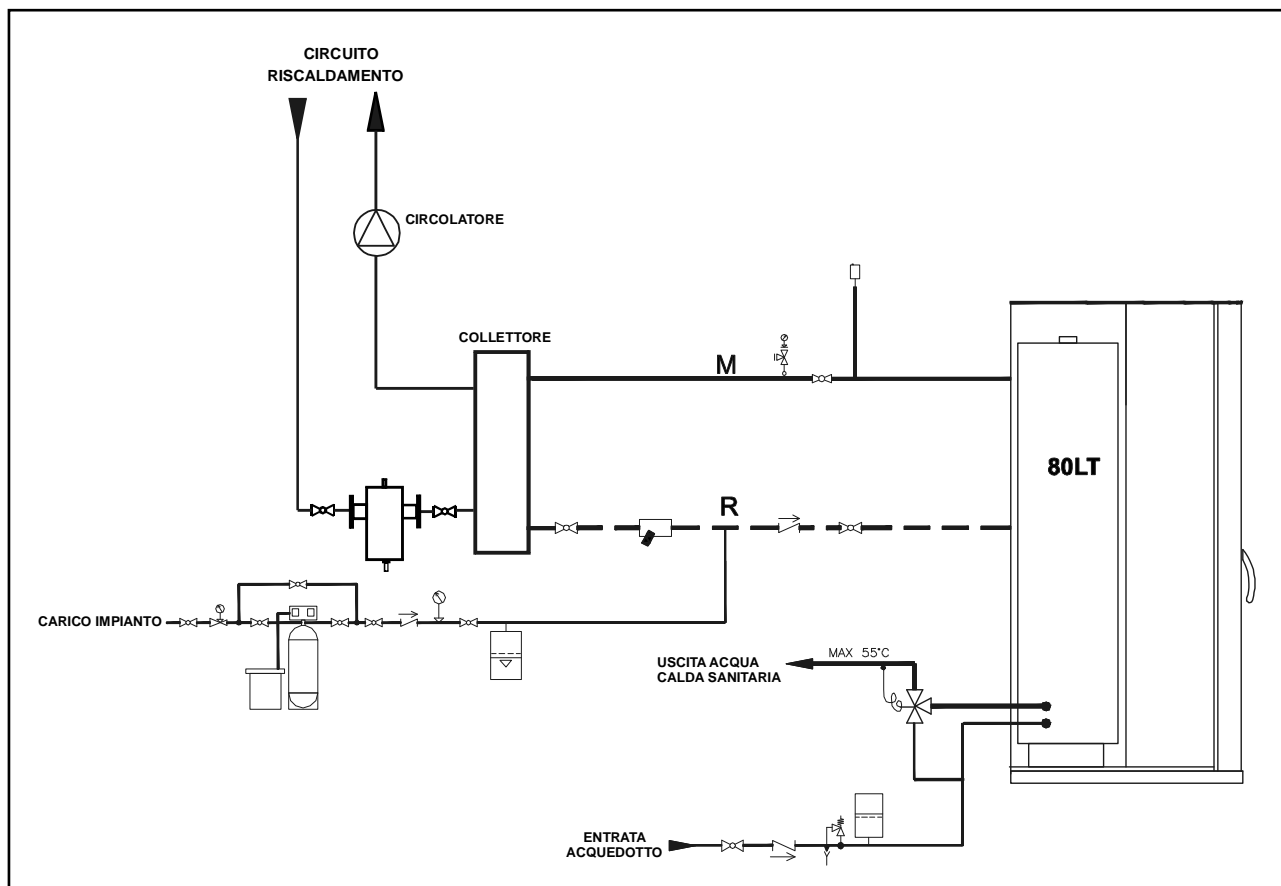 CIRCUITO
RISCALDAMENTO
CIRCOLATORE
COLLETTORE
M
80LT
R
CARICO IMPIANTO
MAX 55°C
USCITA ACQUA
CALDA SANITARIA
ENTRATA
ACQUEDOTTO